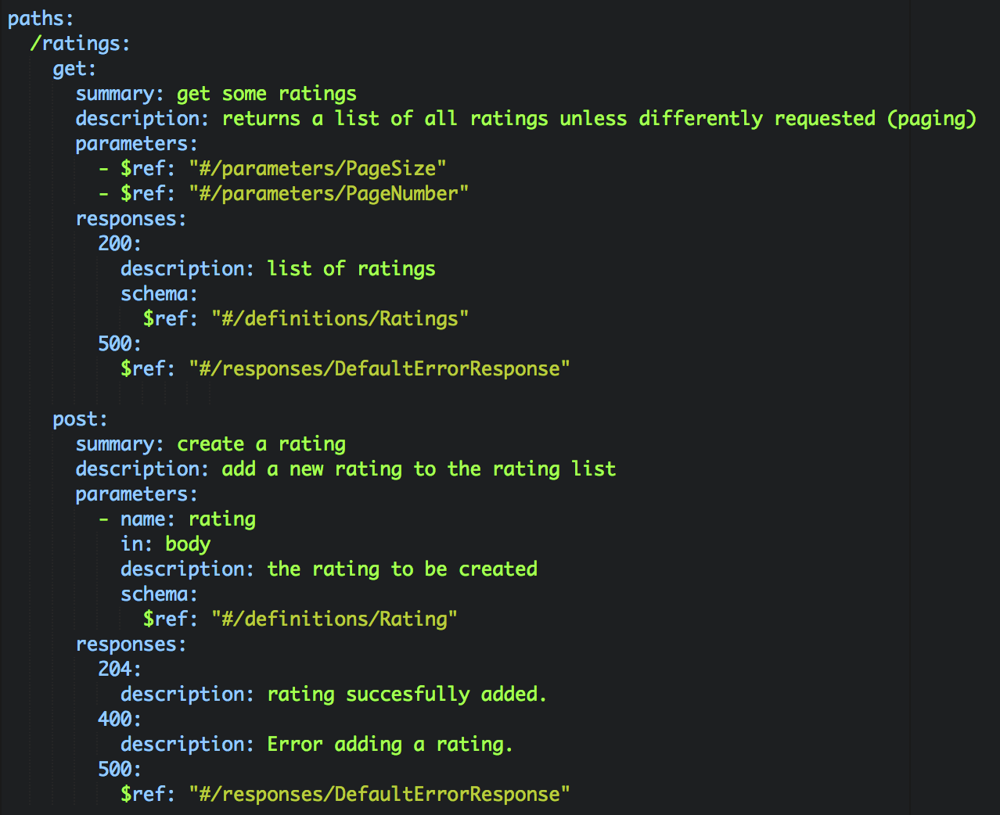 paths:
  /ratings:
    get:
      summary: get some ratings
      description: returns a list of all ratings unless differently requested (paging)
      parameters:
        - $ref: "#/parameters/PageSize"
        - $ref: "#/parameters/PageNumber"
      responses:
        200:
          description: list of ratings
          schema:
            $ref: "#/definitions/Ratings"
        500:
          $ref: "#/responses/DefaultErrorResponse"

    post:
      summary: create a rating
      description: add a new rating to the rating list
      parameters:
        - name: rating
          in: body
          description: the rating to be created
          schema:
            $ref: "#/definitions/Rating"
      responses:
        204:
          description: rating succesfully added.
        400:
          description: Error adding a rating.
        500:
          $ref: "#/responses/DefaultErrorResponse"